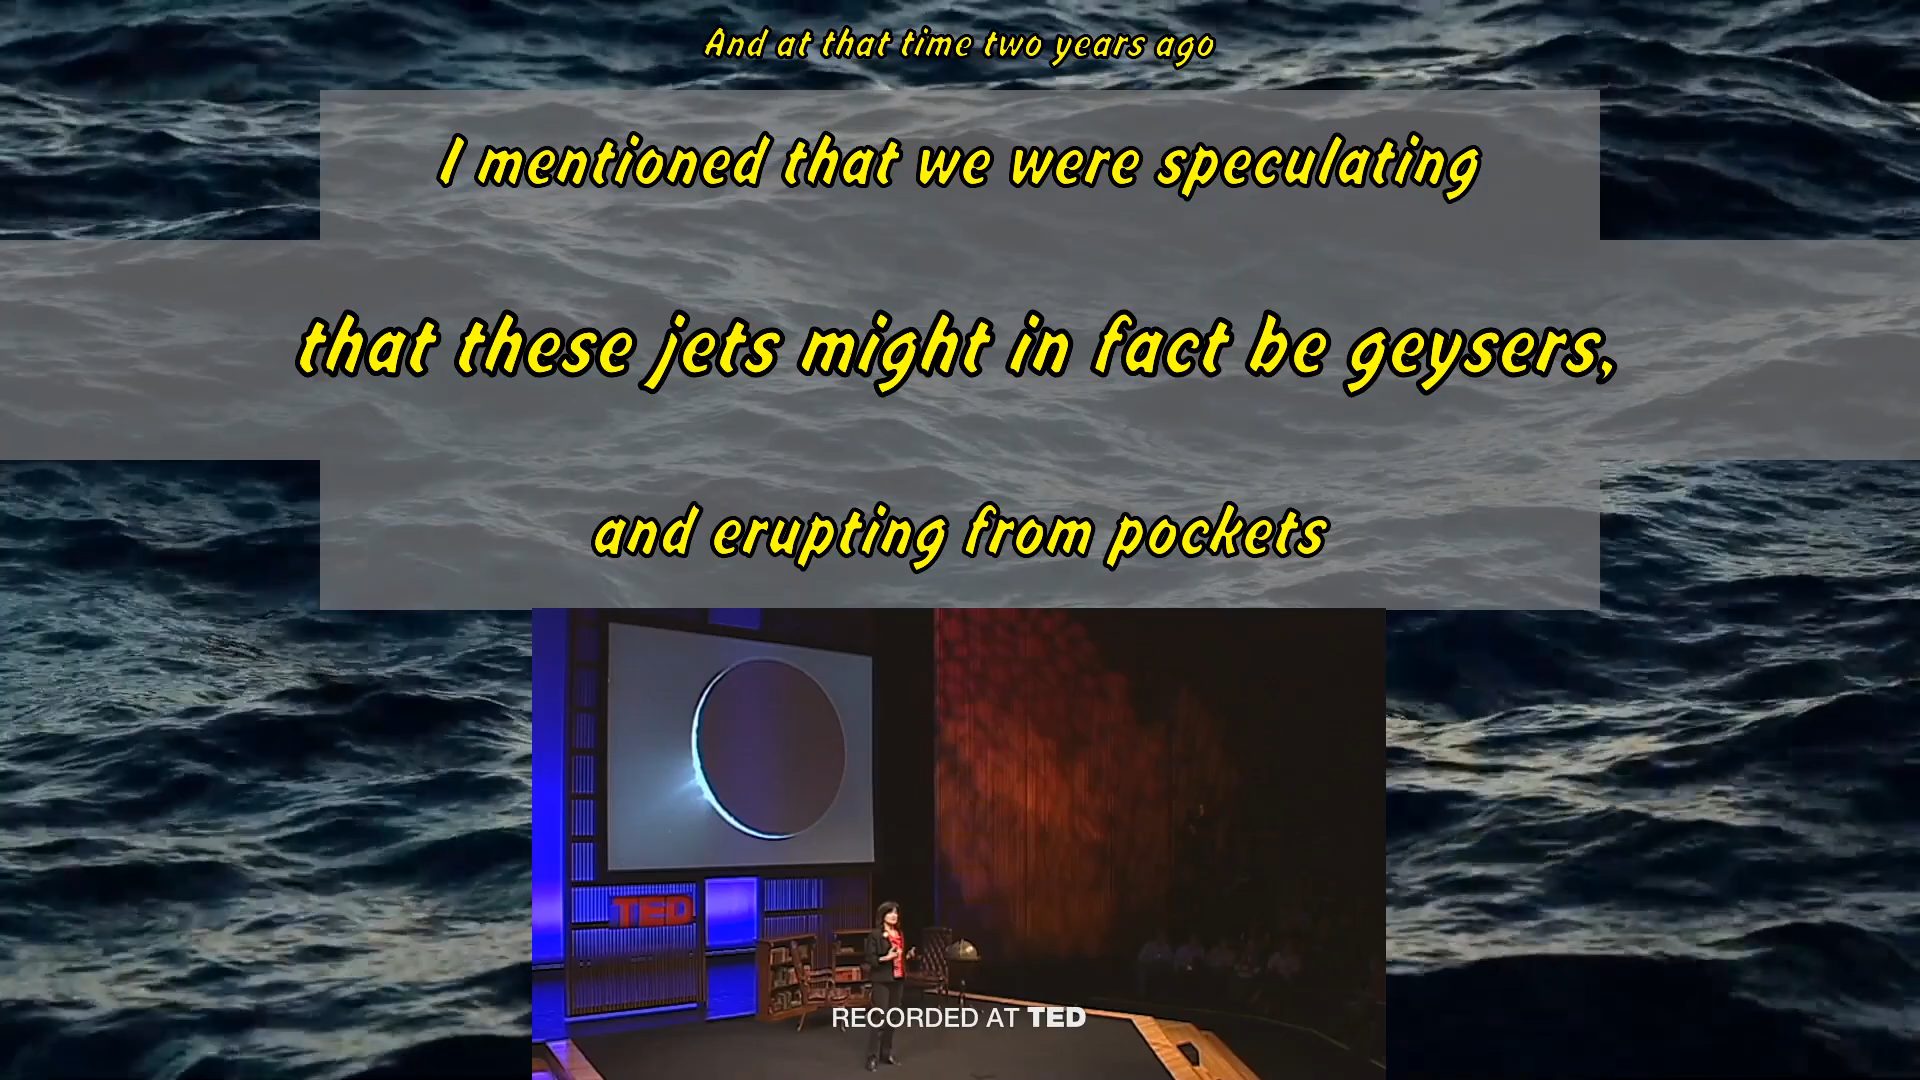 And at that time two years ago
I mentioned that we were speculating
that these jets might in fact be geysers,
and erupting from pockets
TED
RECORDED AT TED